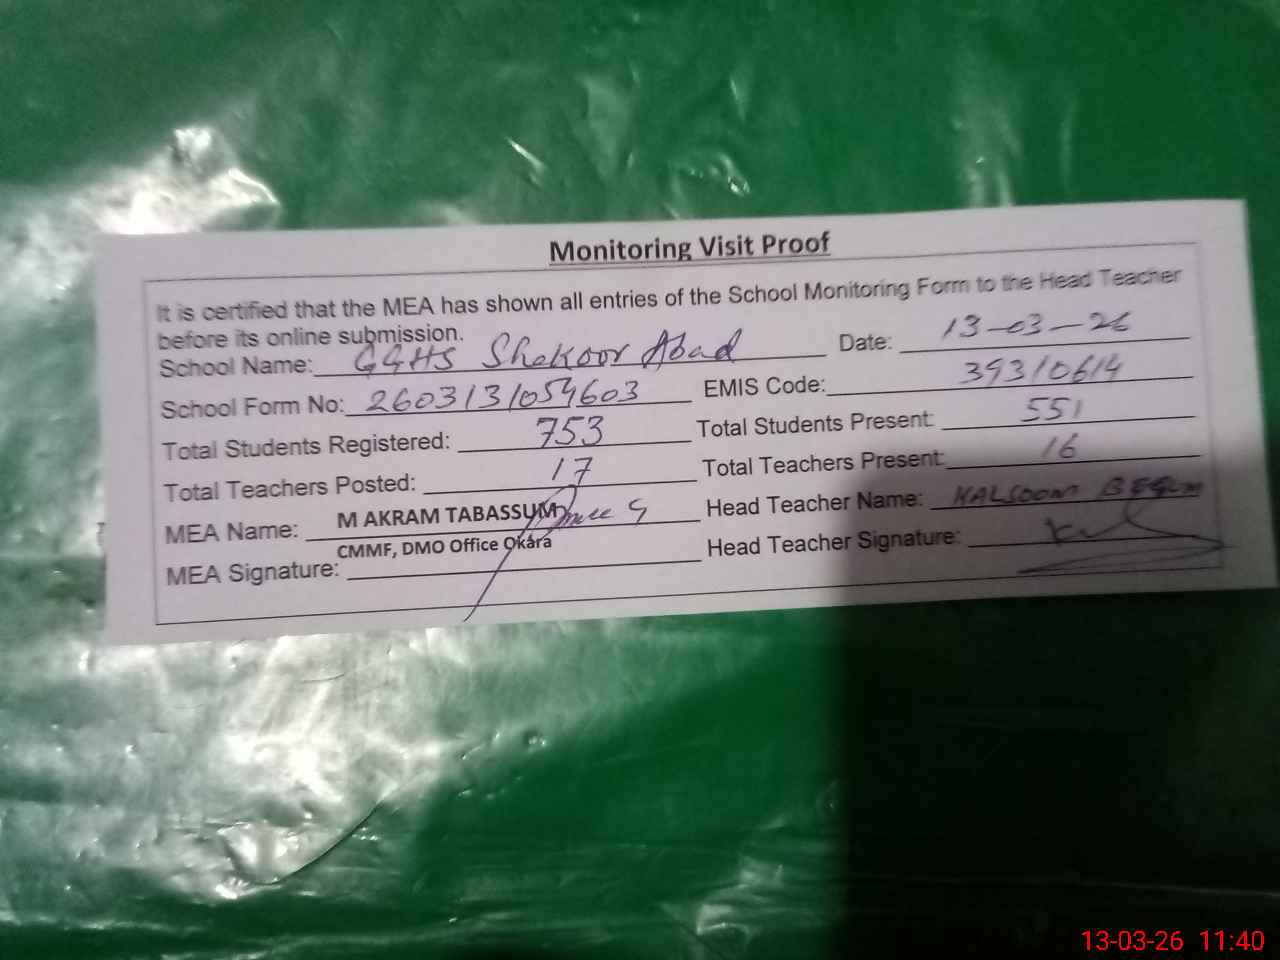 Monitoring Visit Proof
It is certified that the MEA has shown all entries of the School Monitoring Form to the Head Teacher
before its online submission.
School Name: GGHS Shakoor Abad Date: 13-03-26
School Form No: 2603131054603 EMIS Code: 39310614
Total Students Registered: 753 Total Students Present: 551
Total Teachers Posted: 17 Total Teachers Present: 16
MEA Name: M AKRAM TABASSUM Head Teacher Name: KALSOOM BEGUM
CMMF, DMO Office Okara
MEA Signature: Head Teacher Signature:
13-03-26 11:40